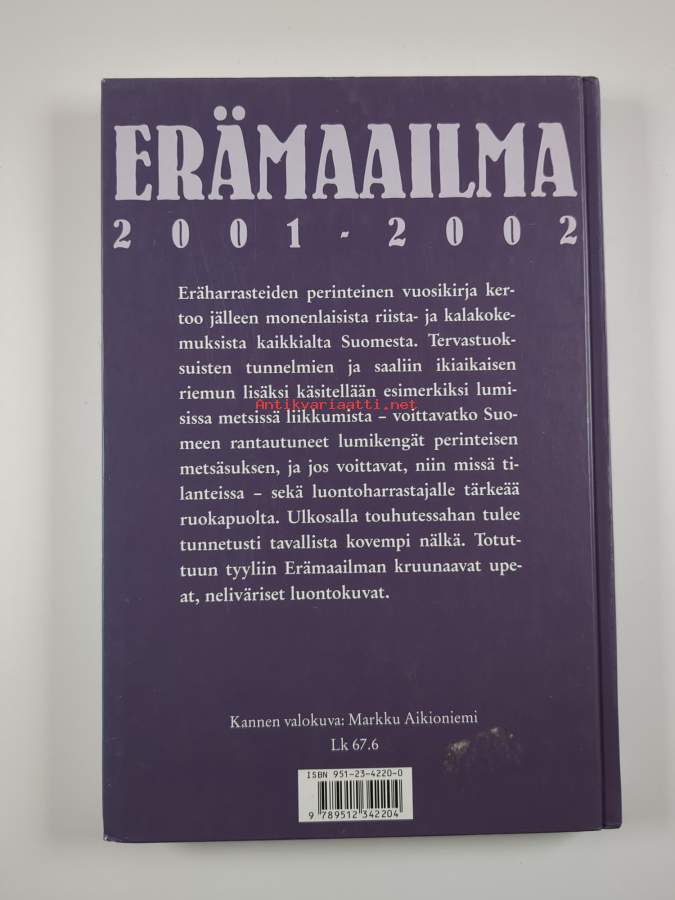 ERÄMAAILMA
2001-2002
Eräharrasteiden perinteinen vuosikirja ker-
too jälleen monenlaisista riista- ja kalakoke-
muksista kaikkialta Suomesta. Tervastuok-
suisten tunnelmien ja saaliin ikiaikaisen
riemun lisäksi käsitellään esimerkiksi lumi-
Antikvariaatti.net
sissa metsissä liikkumista – voittavatko Suo-
meen rantautuneet lumikengät perinteisen
metsäsuksen, ja jos voittavat, niin missä ti-
lanteissa – sekä luontoharrastajalle tärkeää
ruokapuolta. Ulkosalla touhutessahan tulee
tunnetusti tavallista kovempi nälkä. Totut-
tuun tyyliin Erämaailman kruunaavat upe-
at, neliväriset luontokuvat.
Kannen valokuva: Markku Aikioniemi
Lk 67.6
ISBN 951-23-4220-0
9 789512 342204